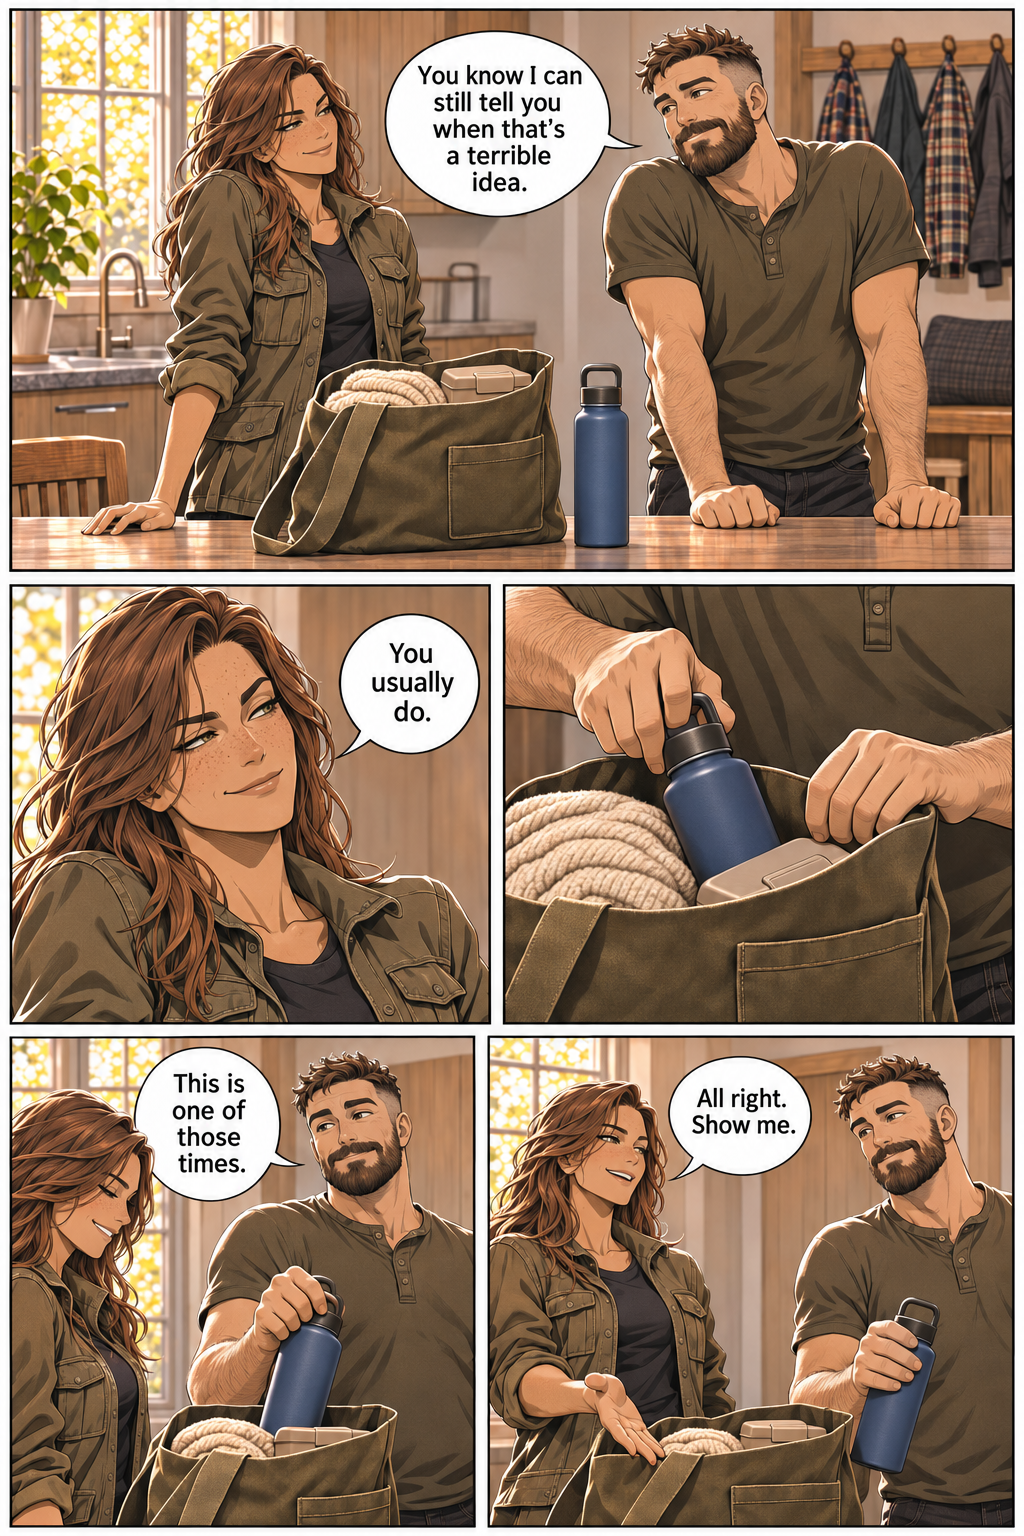 You know I can
still tell you
when that's
a terrible
idea.
You
usually
do.
This is
one of
those
times.
All right.
Show me.